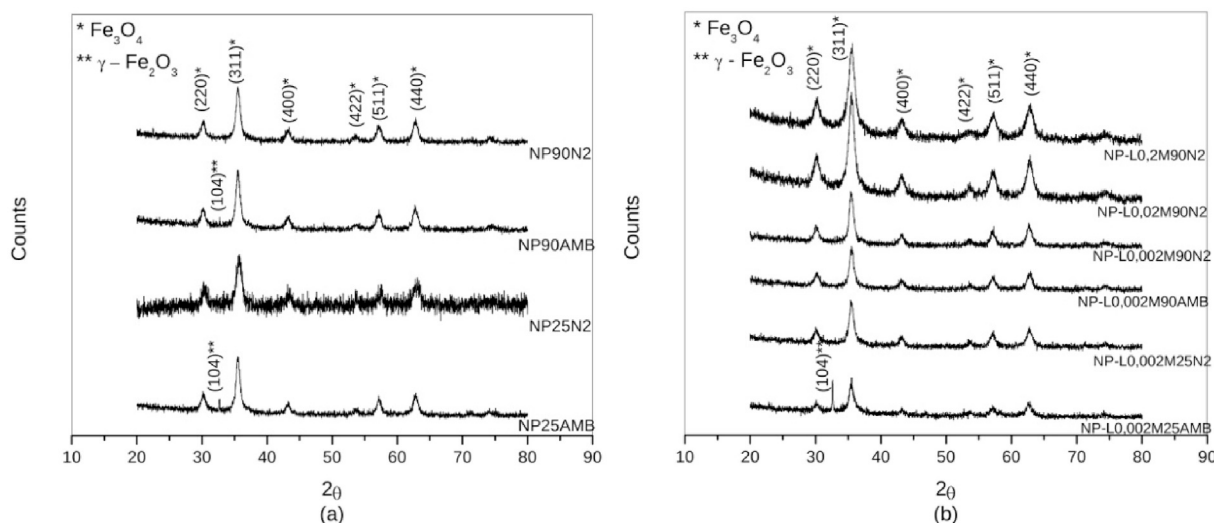 * Fe₃O₄
** γ – Fe₂O₃
(220)*
(311)*
(400)*
(422)*
(511)*
(440)*
NP90N2
(104)**
NP90AMB
NP25N2
(104)**
NP25AMB
Counts
10 20 30 40 50 60 70 80 90
2θ
(a)
* Fe₃O₄
** γ - Fe₂O₃
(220)*
(311)*
(400)*
(422)*
(511)*
(440)*
NP-L0,2M90N2
NP-L0,02M90N2
NP-L0,002M90N2
NP-L0,002M90AMB
NP-L0,002M25N2
(104)**
NP-L0,002M25AMB
Counts
10 20 30 40 50 60 70 80 90
2θ
(b)